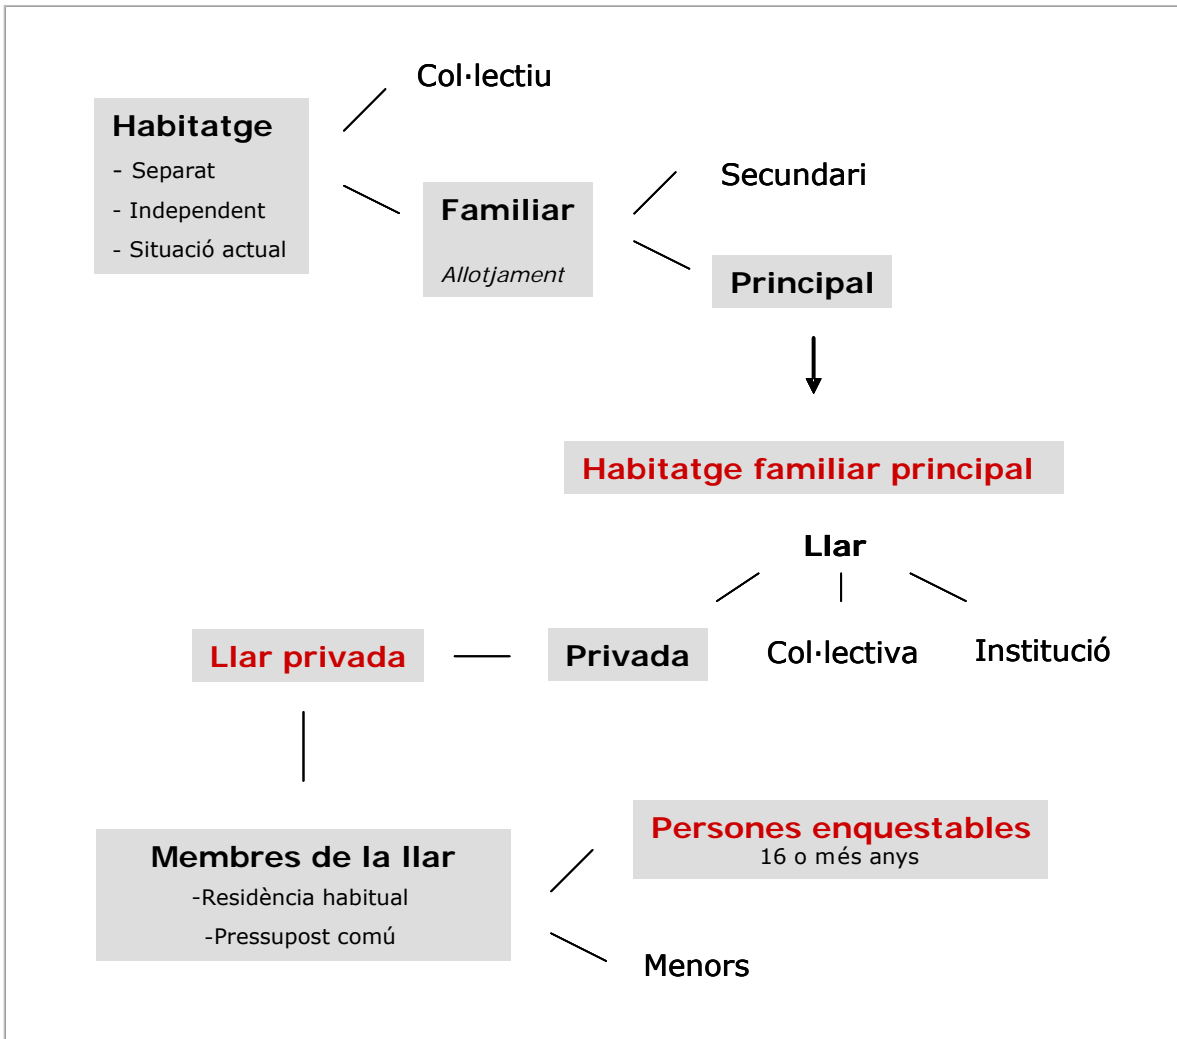 Col·lectiu
Habitatge
- Separat
- Independent
- Situació actual
Secundari
Familiar
Allotjament
Principal
Habitatge familiar principal
Llar
Llar privada
Privada
Col·lectiva
Institució
Persones enquestables
16 o més anys
Membres de la llar
-Residència habitual
-Pressupost comú
Menors